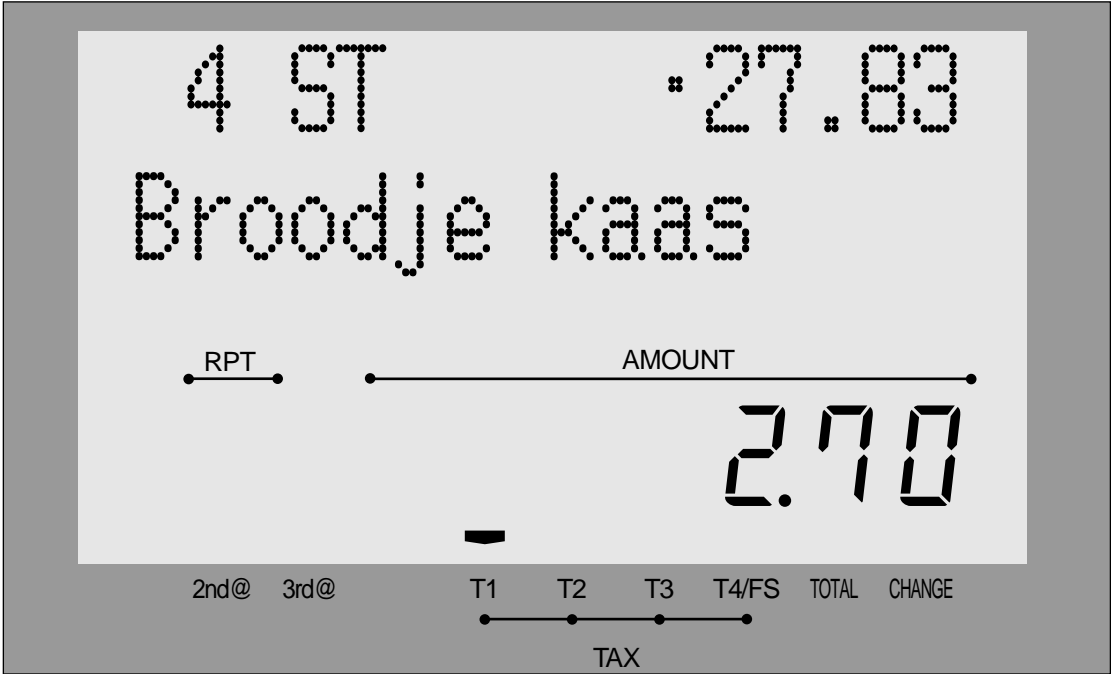 4 ST ·27.83
Broodje kaas
RPT AMOUNT
2.70
2nd@ 3rd@ T1 T2 T3 T4/FS TOTAL CHANGE
TAX